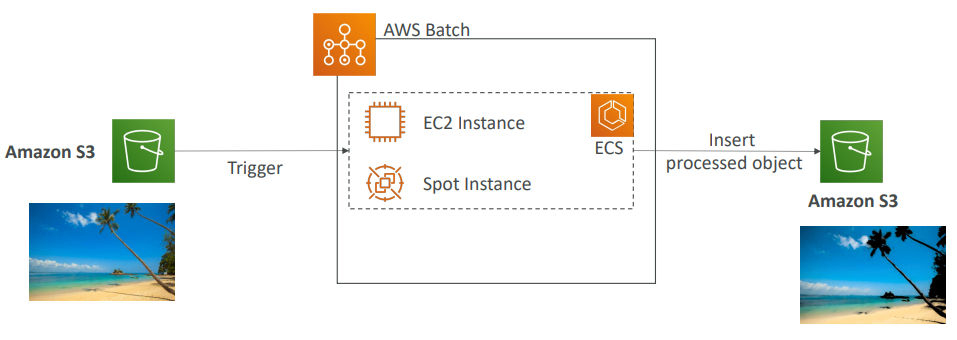 AWS Batch
EC2 Instance
ECS
Spot Instance
Amazon S3
Trigger
Insert
processed object
Amazon S3